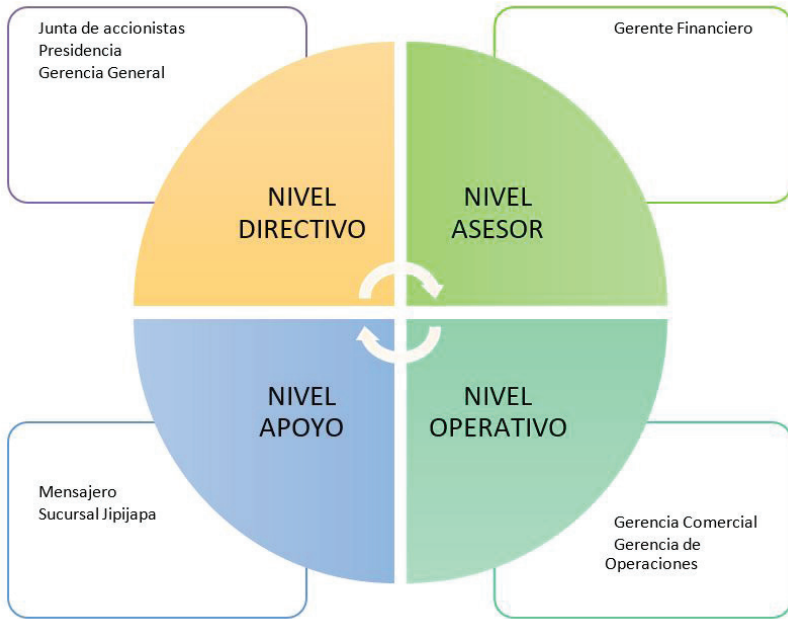 Junta de accionistas
Presidencia
Gerencia General
Gerente Financiero
NIVEL
DIRECTIVO
NIVEL
ASESOR
NIVEL
APOYO
NIVEL
OPERATIVO
Mensajero
Sucursal Jipijapa
Gerencia Comercial
Gerencia de
Operaciones